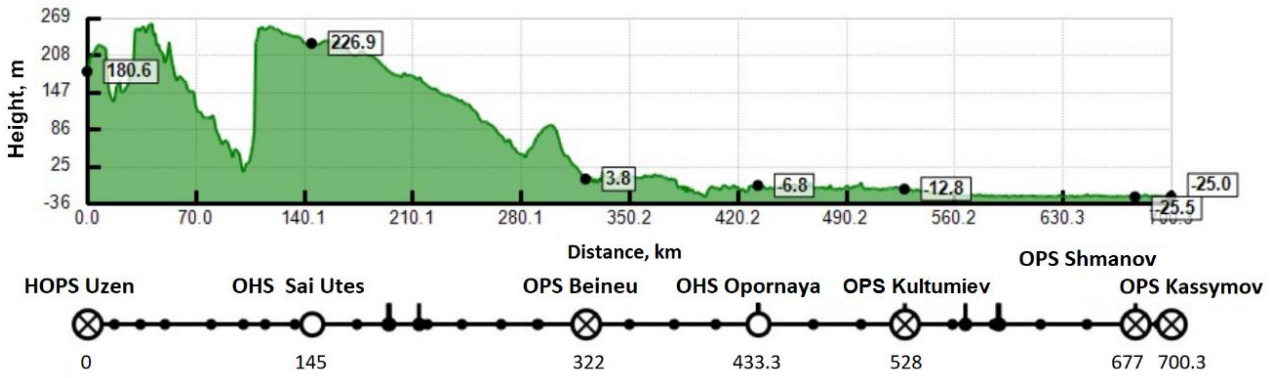 269
208
147
86
25
-36
Height, m
180.6
226.9
3.8
-6.8
-12.8
-25.0
-25.5
0.0 70.0 140.1 210.1 280.1 350.2 420.2 490.2 560.2 630.3
Distance, km
OPS Shmanov
HOPS Uzen OHS Sai Utes OPS Beineu OHS Opornaya OPS Kultumiev OPS Kassymov
0 145 322 433.3 528 677 700.3